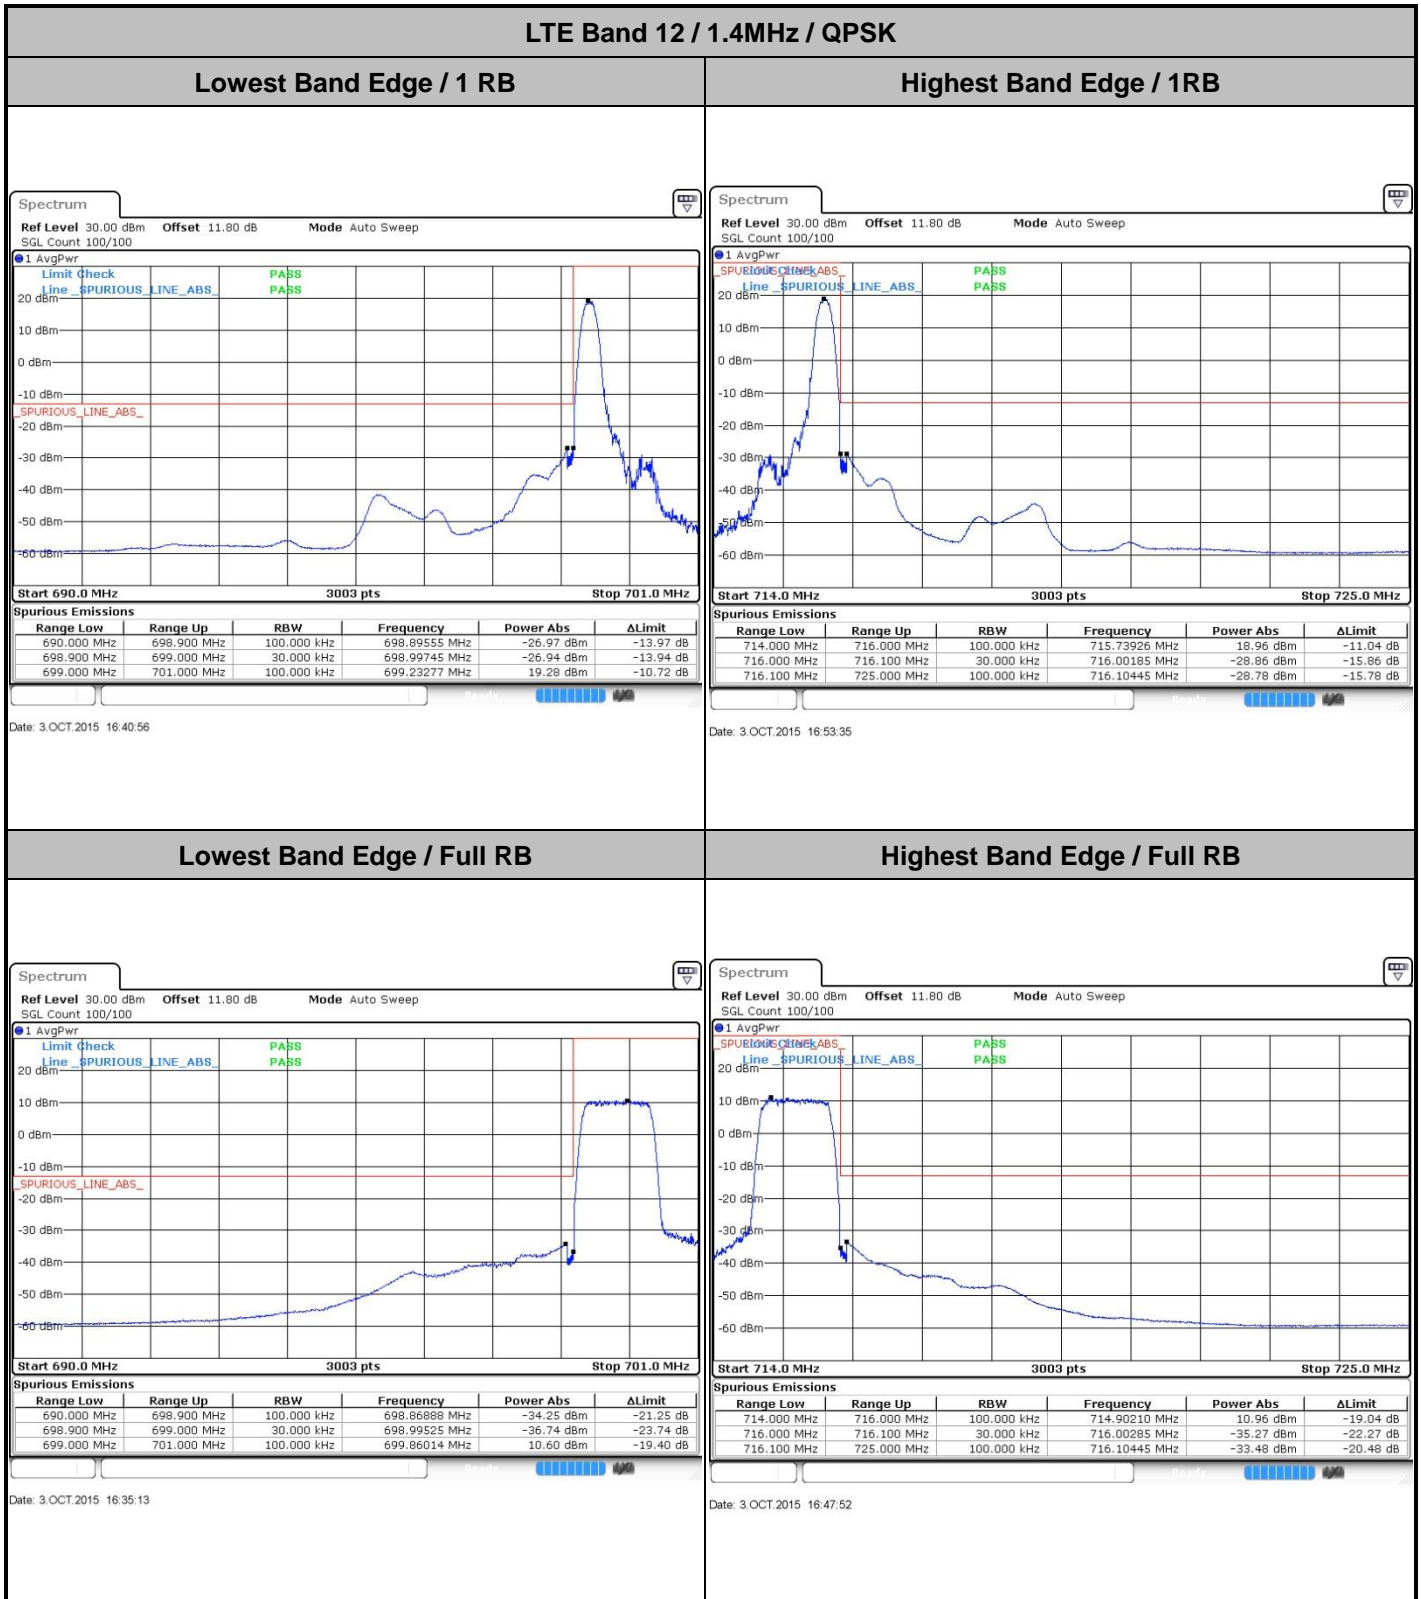 LTE Band 12 / 1.4MHz / QPSK
Lowest Band Edge / 1 RB
Highest Band Edge / 1RB
Spectrum
Ref Level 30.00 dBm Offset 11.80 dB Mode Auto Sweep
SGL Count 100/100
1 AvgPwr
Limit Check PASS
Line _SPURIOUS_LINE_ABS_ PASS
20 dBm
10 dBm
0 dBm
-10 dBm
_SPURIOUS_LINE_ABS_
-20 dBm
-30 dBm
-40 dBm
-50 dBm
-60 dBm
Start 690.0 MHz 3003 pts Stop 701.0 MHz
Spurious Emissions
Range Low Range Up RBW Frequency Power Abs ΔLimit
690.000 MHz 698.900 MHz 100.000 kHz 698.89555 MHz -26.97 dBm -13.97 dB
698.900 MHz 699.000 MHz 30.000 kHz 698.99745 MHz -26.94 dBm -13.94 dB
699.000 MHz 701.000 MHz 100.000 kHz 699.23277 MHz 19.28 dBm -10.72 dB
Ready
Date: 3.OCT.2015 16:40:56
Spectrum
Ref Level 30.00 dBm Offset 11.80 dB Mode Auto Sweep
SGL Count 100/100
1 AvgPwr
_SPURIOUS_LINE_ABS_
Limit Check PASS
Line _SPURIOUS_LINE_ABS_ PASS
20 dBm
10 dBm
0 dBm
-10 dBm
-20 dBm
-30 dBm
-40 dBm
-50 dBm
-60 dBm
Start 714.0 MHz 3003 pts Stop 725.0 MHz
Spurious Emissions
Range Low Range Up RBW Frequency Power Abs ΔLimit
714.000 MHz 716.000 MHz 100.000 kHz 715.73926 MHz 18.96 dBm -11.04 dB
716.000 MHz 716.100 MHz 30.000 kHz 716.00185 MHz -28.86 dBm -15.86 dB
716.100 MHz 725.000 MHz 100.000 kHz 716.10445 MHz -28.78 dBm -15.78 dB
Ready
Date: 3.OCT.2015 16:53:35
Lowest Band Edge / Full RB
Highest Band Edge / Full RB
Spectrum
Ref Level 30.00 dBm Offset 11.80 dB Mode Auto Sweep
SGL Count 100/100
1 AvgPwr
Limit Check PASS
Line _SPURIOUS_LINE_ABS_ PASS
20 dBm
10 dBm
0 dBm
-10 dBm
_SPURIOUS_LINE_ABS_
-20 dBm
-30 dBm
-40 dBm
-50 dBm
-60 dBm
Start 690.0 MHz 3003 pts Stop 701.0 MHz
Spurious Emissions
Range Low Range Up RBW Frequency Power Abs ΔLimit
690.000 MHz 698.900 MHz 100.000 kHz 698.86888 MHz -34.25 dBm -21.25 dB
698.900 MHz 699.000 MHz 30.000 kHz 698.99525 MHz -36.74 dBm -23.74 dB
699.000 MHz 701.000 MHz 100.000 kHz 699.86014 MHz 10.60 dBm -19.40 dB
Ready
Date: 3.OCT.2015 16:35:13
Spectrum
Ref Level 30.00 dBm Offset 11.80 dB Mode Auto Sweep
SGL Count 100/100
1 AvgPwr
_SPURIOUS_LINE_ABS_
Limit Check PASS
Line _SPURIOUS_LINE_ABS_ PASS
20 dBm
10 dBm
0 dBm
-10 dBm
-20 dBm
-30 dBm
-40 dBm
-50 dBm
-60 dBm
Start 714.0 MHz 3003 pts Stop 725.0 MHz
Spurious Emissions
Range Low Range Up RBW Frequency Power Abs ΔLimit
714.000 MHz 716.000 MHz 100.000 kHz 714.90210 MHz 10.96 dBm -19.04 dB
716.000 MHz 716.100 MHz 30.000 kHz 716.00285 MHz -35.27 dBm -22.27 dB
716.100 MHz 725.000 MHz 100.000 kHz 716.10445 MHz -33.48 dBm -20.48 dB
Ready
Date: 3.OCT.2015 16:47:52